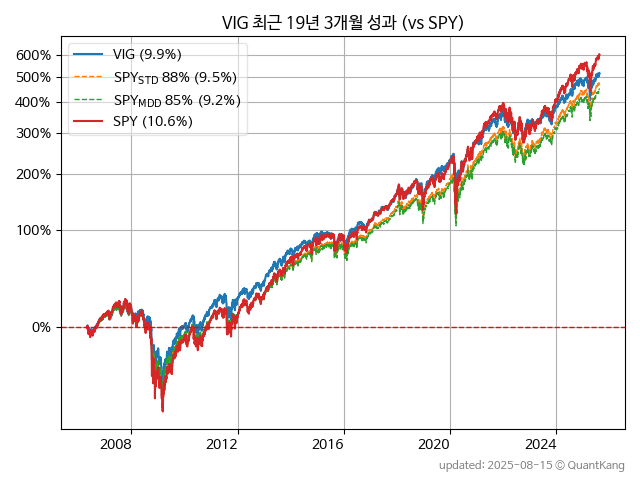 VIG 최근 19년 3개월 성과 (vs SPY)
VIG (9.9%)
SPY_STD 88% (9.5%)
SPY_MDD 85% (9.2%)
SPY (10.6%)
600%
500%
400%
300%
200%
100%
0%
2008 2012 2016 2020 2024
updated: 2025-08-15 © QuantKang